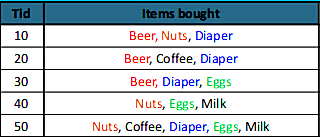 Tid Items bought
10 Beer, Nuts, Diaper
20 Beer, Coffee, Diaper
30 Beer, Diaper, Eggs
40 Nuts, Eggs, Milk
50 Nuts, Coffee, Diaper, Eggs, Milk